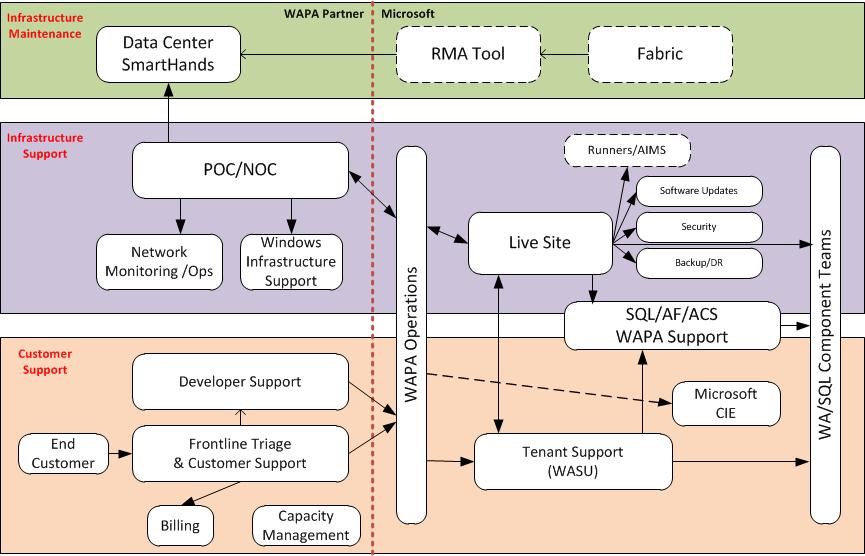 Infrastructure
Maintenance
WAPA Partner
Microsoft
Data Center
SmartHands
RMA Tool
Fabric
Infrastructure
Support
POC/NOC
Network
Monitoring /Ops
Windows
Infrastructure
Support
WAPA Operations
Live Site
Runners/AIMS
Software Updates
Security
Backup/DR
SQL/AF/ACS
WAPA Support
WA/SQL Component Teams
Customer
Support
Developer Support
End
Customer
Frontline Triage
& Customer Support
Billing
Capacity
Management
Microsoft
CIE
Tenant Support
(WASU)